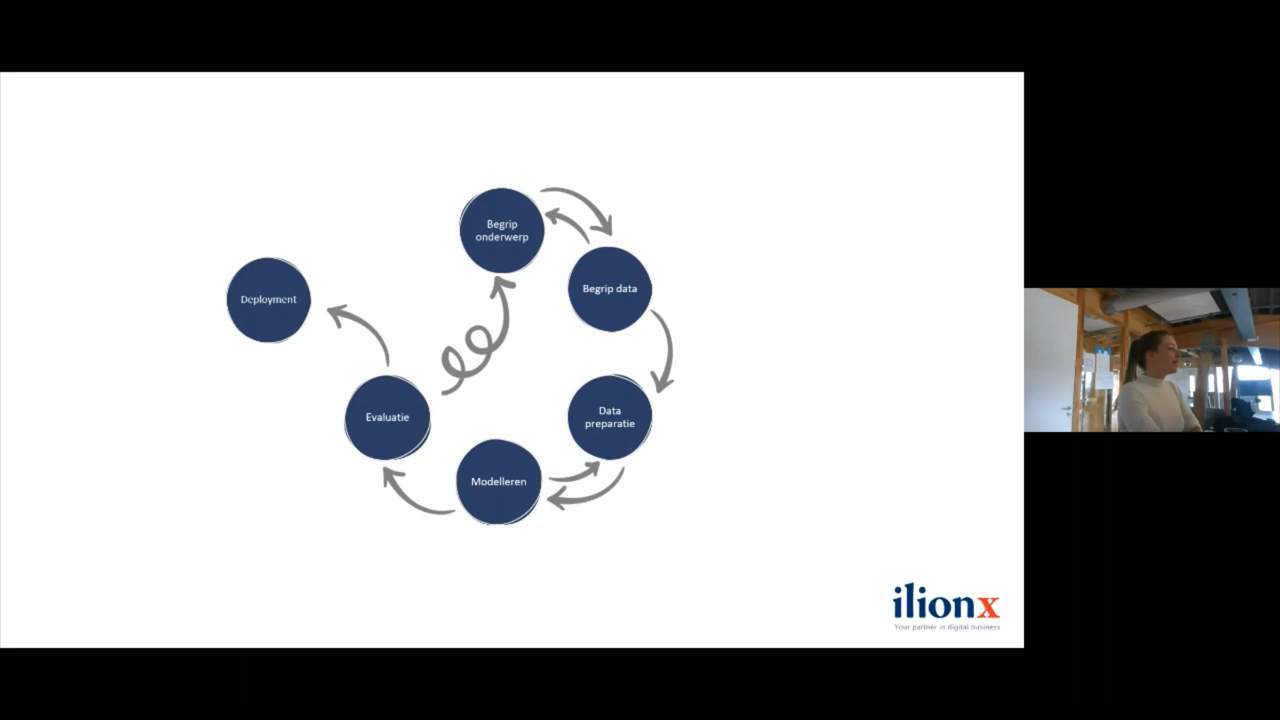 Begrip
onderwerp
Begrip data
Deployment
Data
preparatie
Evaluatie
Modelleren
ilionx
Your partner in digital business